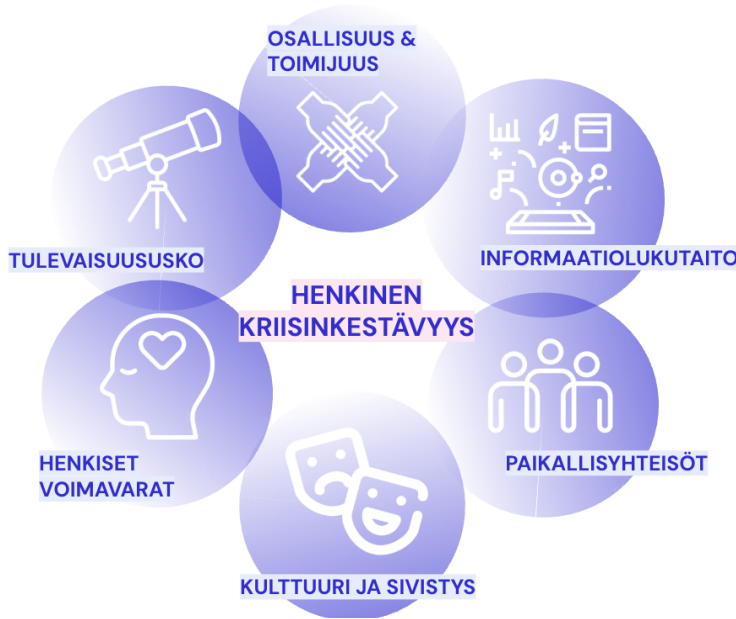 OSALLISUUS &
TOIMIJUUS
TULEVAISUUSUSKO
INFORMAATIOLUKUTAITO
HENKINEN
KRIISINKESTÄVYYS
HENKISET
VOIMAVARAT
PAIKALLISYHTEISÖT
KULTTUURI JA SIVISTYS